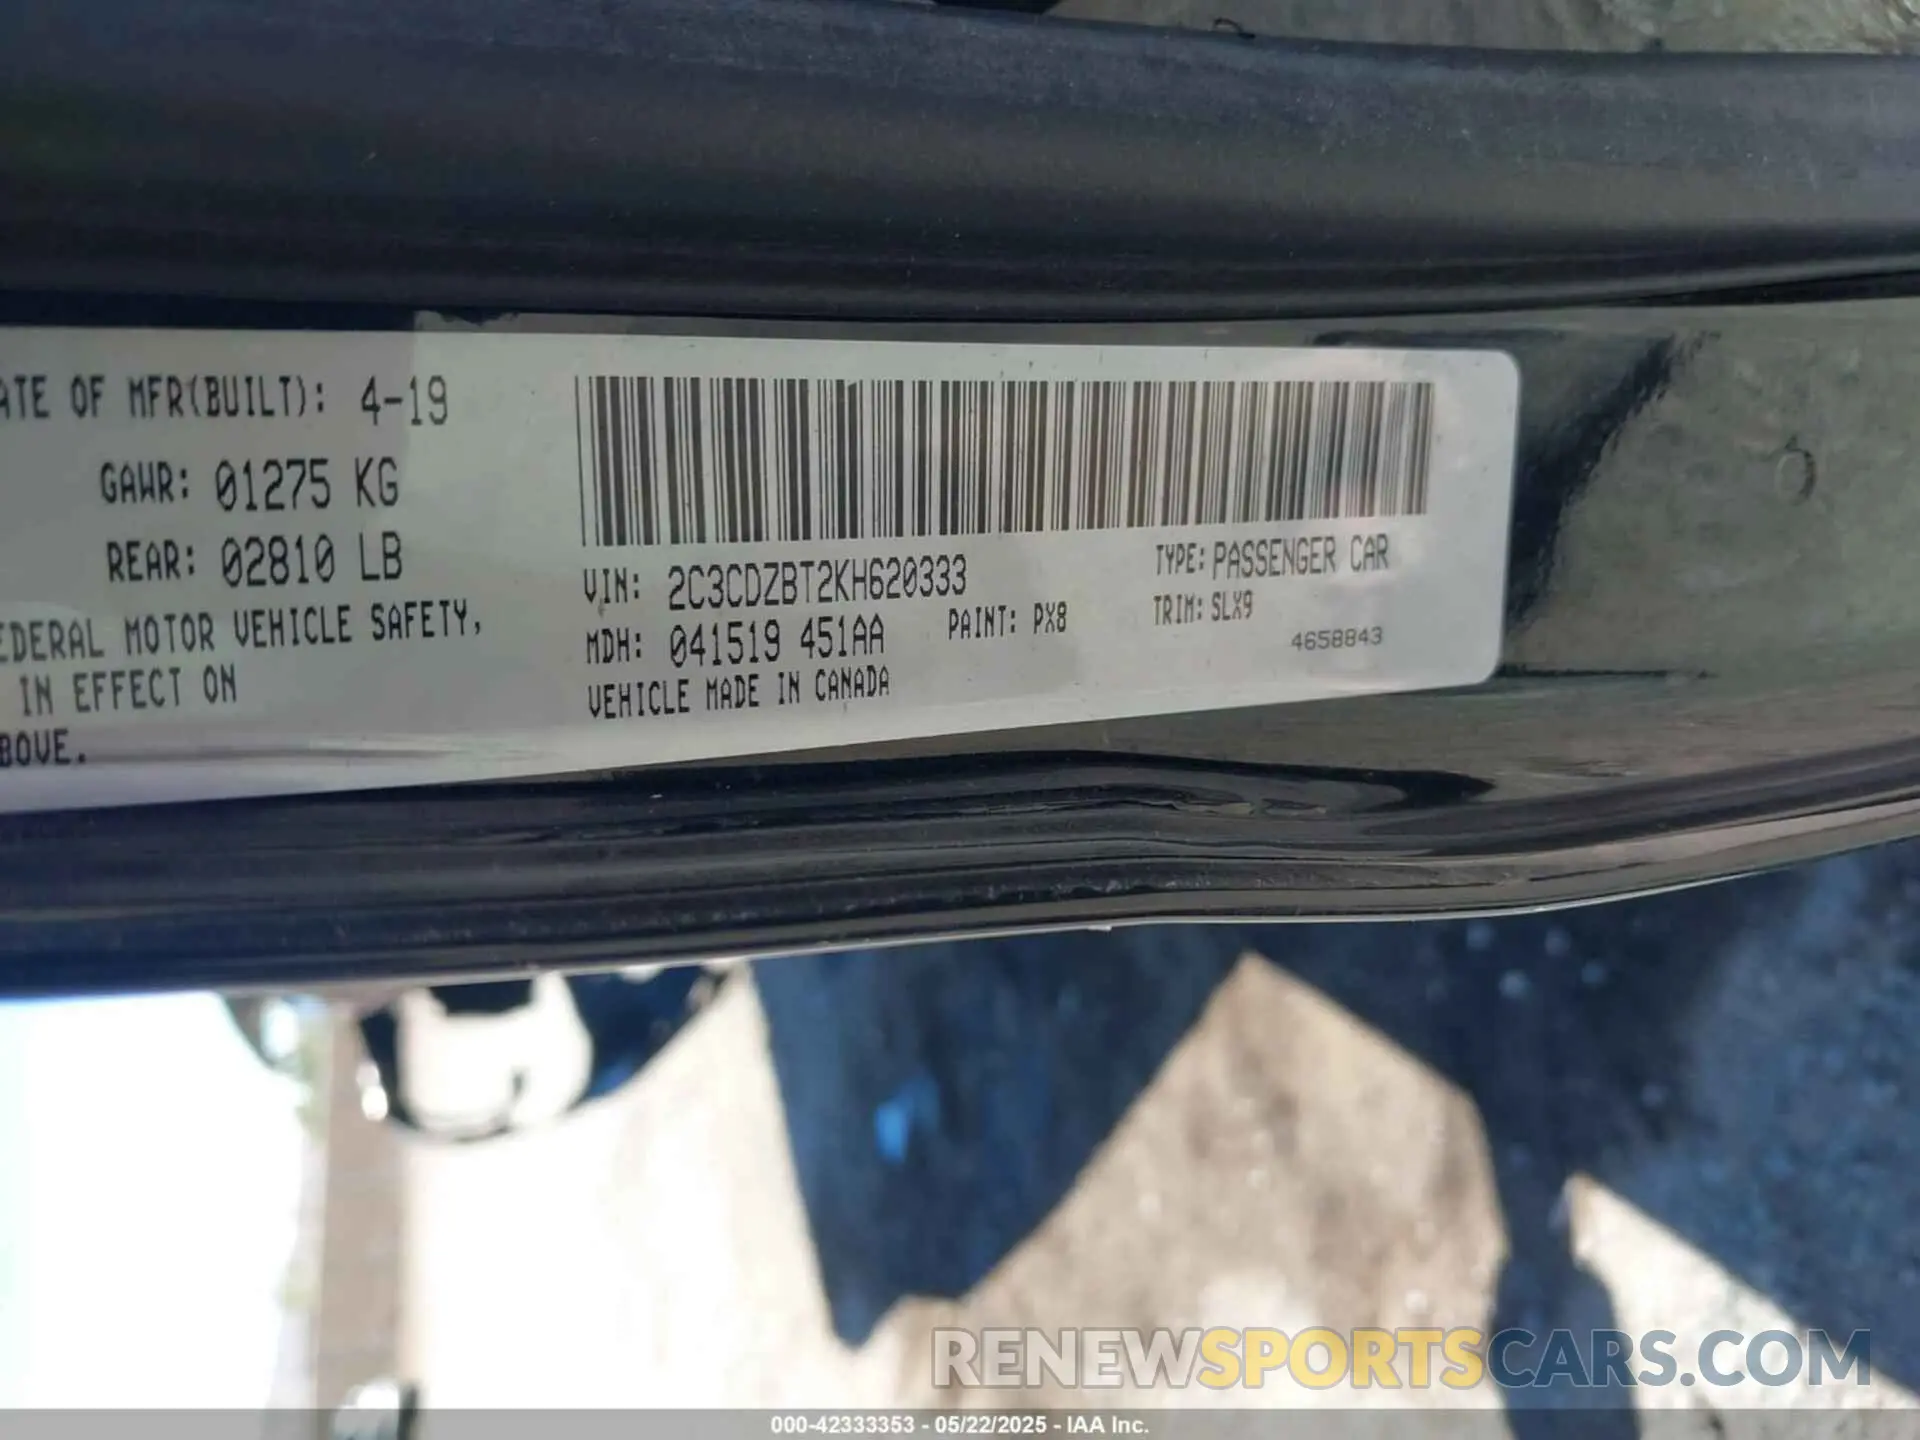 ATE OF MFR(BUILT): 4-19
GAWR: 01275 KG
REAR: 02810 LB
EDERAL MOTOR VEHICLE SAFETY,
IN EFFECT ON
BOVE.
VIN: 2C3CDZBT2KH620333
TYPE: PASSENGER CAR
MDH: 041519 451AA
PAINT: PX8
TRIM: SLX9
VEHICLE MADE IN CANADA
4658843
RENEWSPORTSCARS.COM
000-42333353 - 05/22/2025 - IAA Inc.